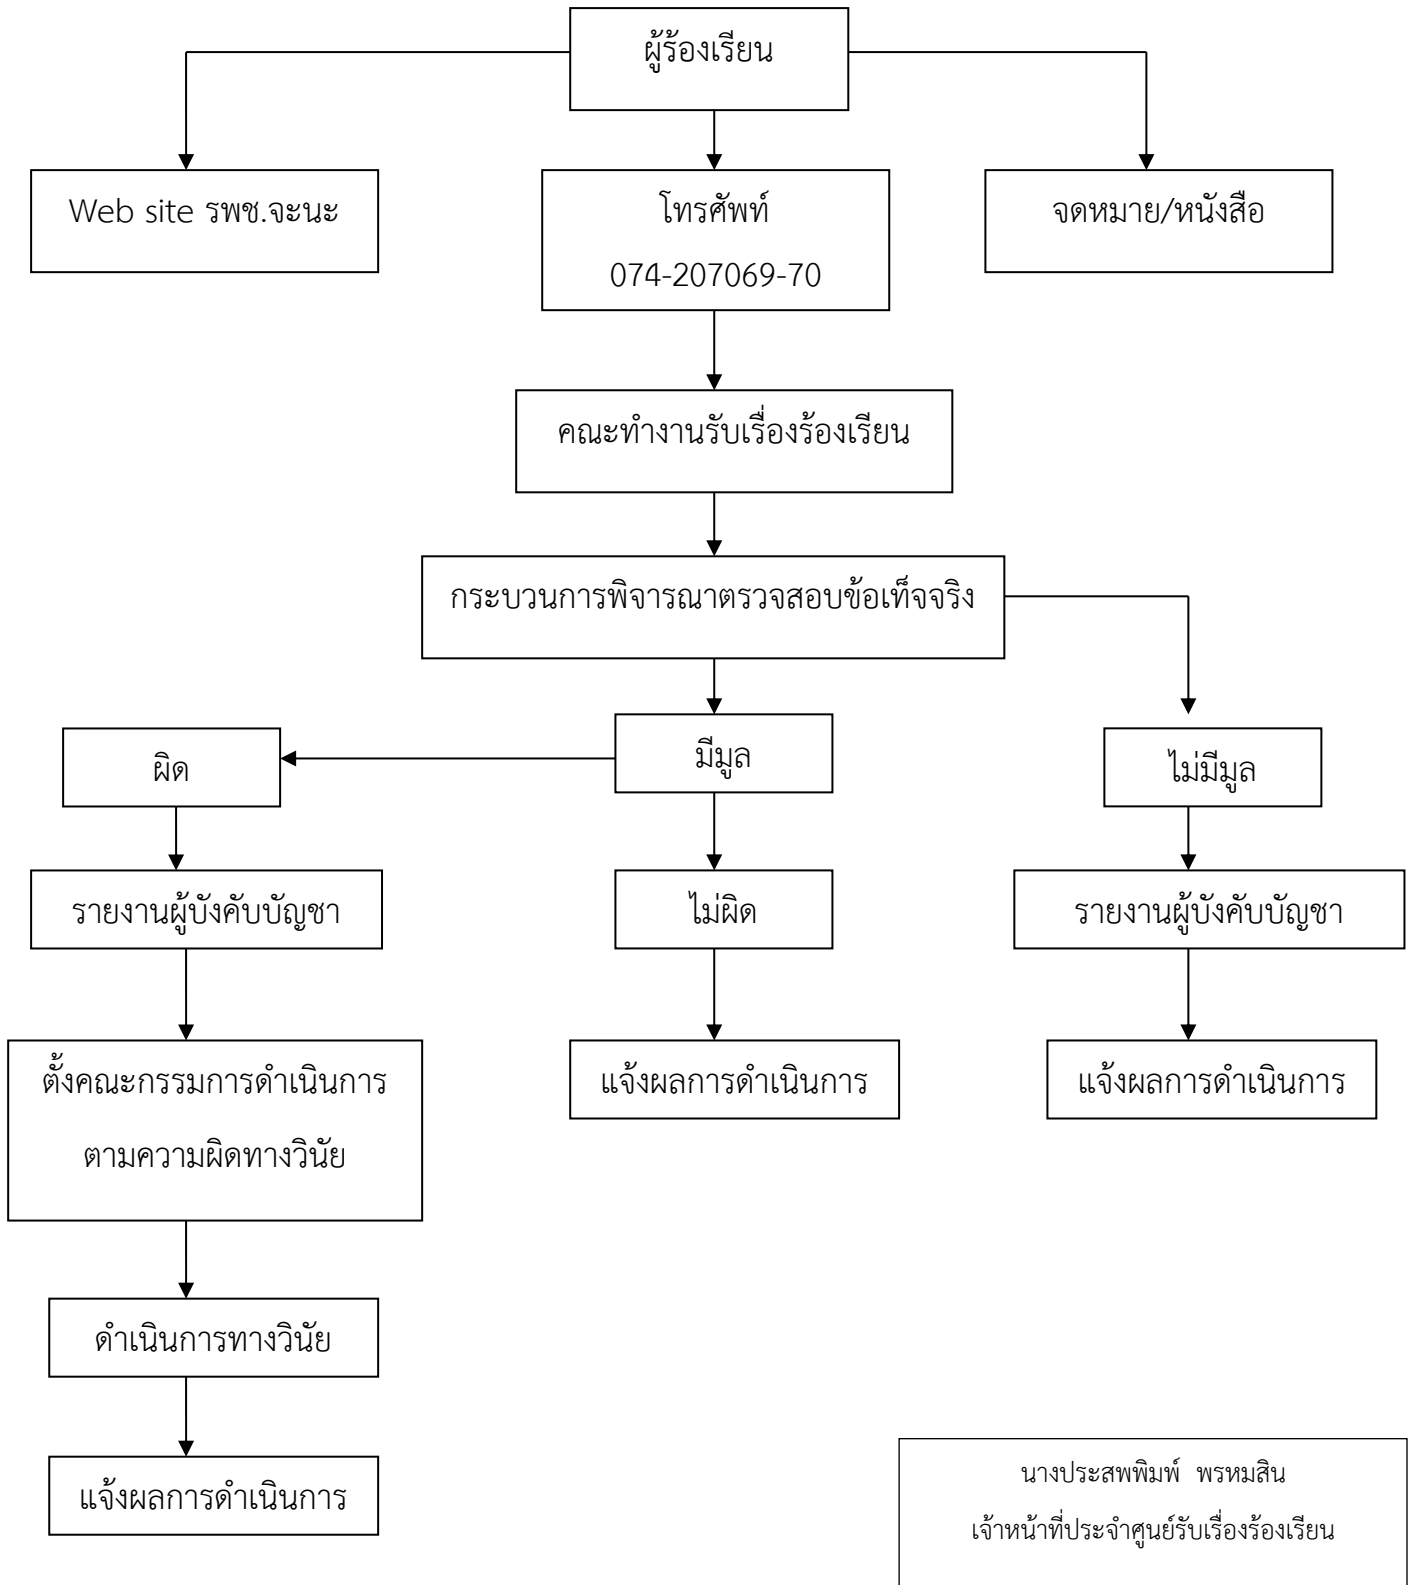 ผู้ร้องเรียน
Web site รพช.จะนะ
โทรศัพท์
074-207069-70
จดหมาย/หนังสือ
คณะทำงานรับเรื่องร้องเรียน
กระบวนการพิจารณาตรวจสอบข้อเท็จจริง
ผิด
มีมูล
ไม่มีมูล
รายงานผู้บังคับบัญชา
ไม่ผิด
รายงานผู้บังคับบัญชา
ตั้งคณะกรรมการดำเนินการ
ตามความผิดทางวินัย
แจ้งผลการดำเนินการ
แจ้งผลการดำเนินการ
ดำเนินการทางวินัย
แจ้งผลการดำเนินการ
นางประสพพิมพ์ พรหมสิน
เจ้าหน้าที่ประจำศูนย์รับเรื่องร้องเรียน